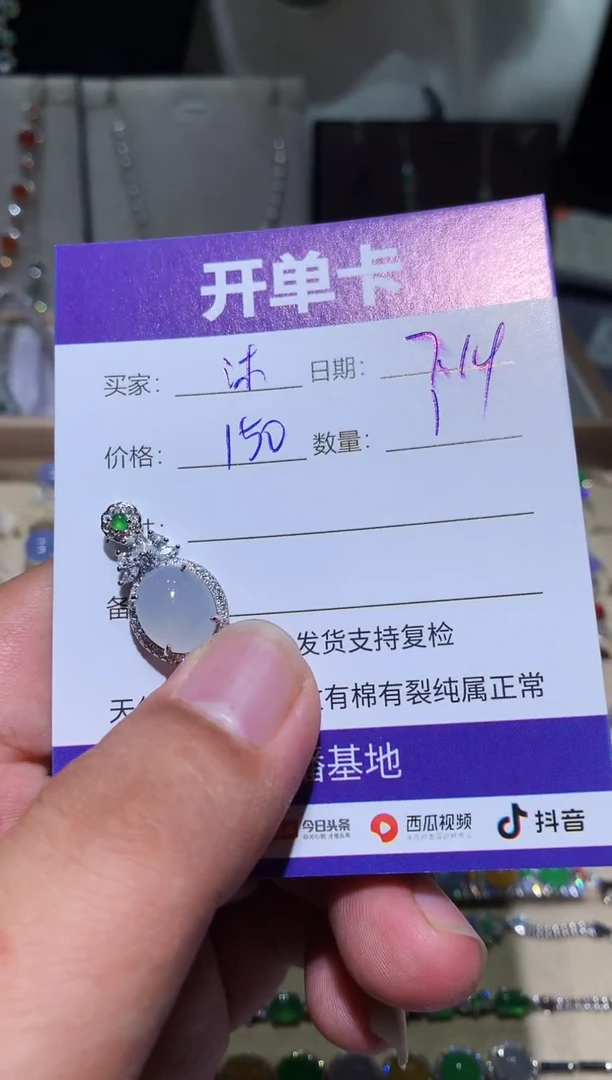 开单卡
买家: 沐 日期: 7.14
价格: 150 数量: 1
备
发货支持复检
天 有棉有裂纯属正常
播基地
今日头条 西瓜视频 抖音